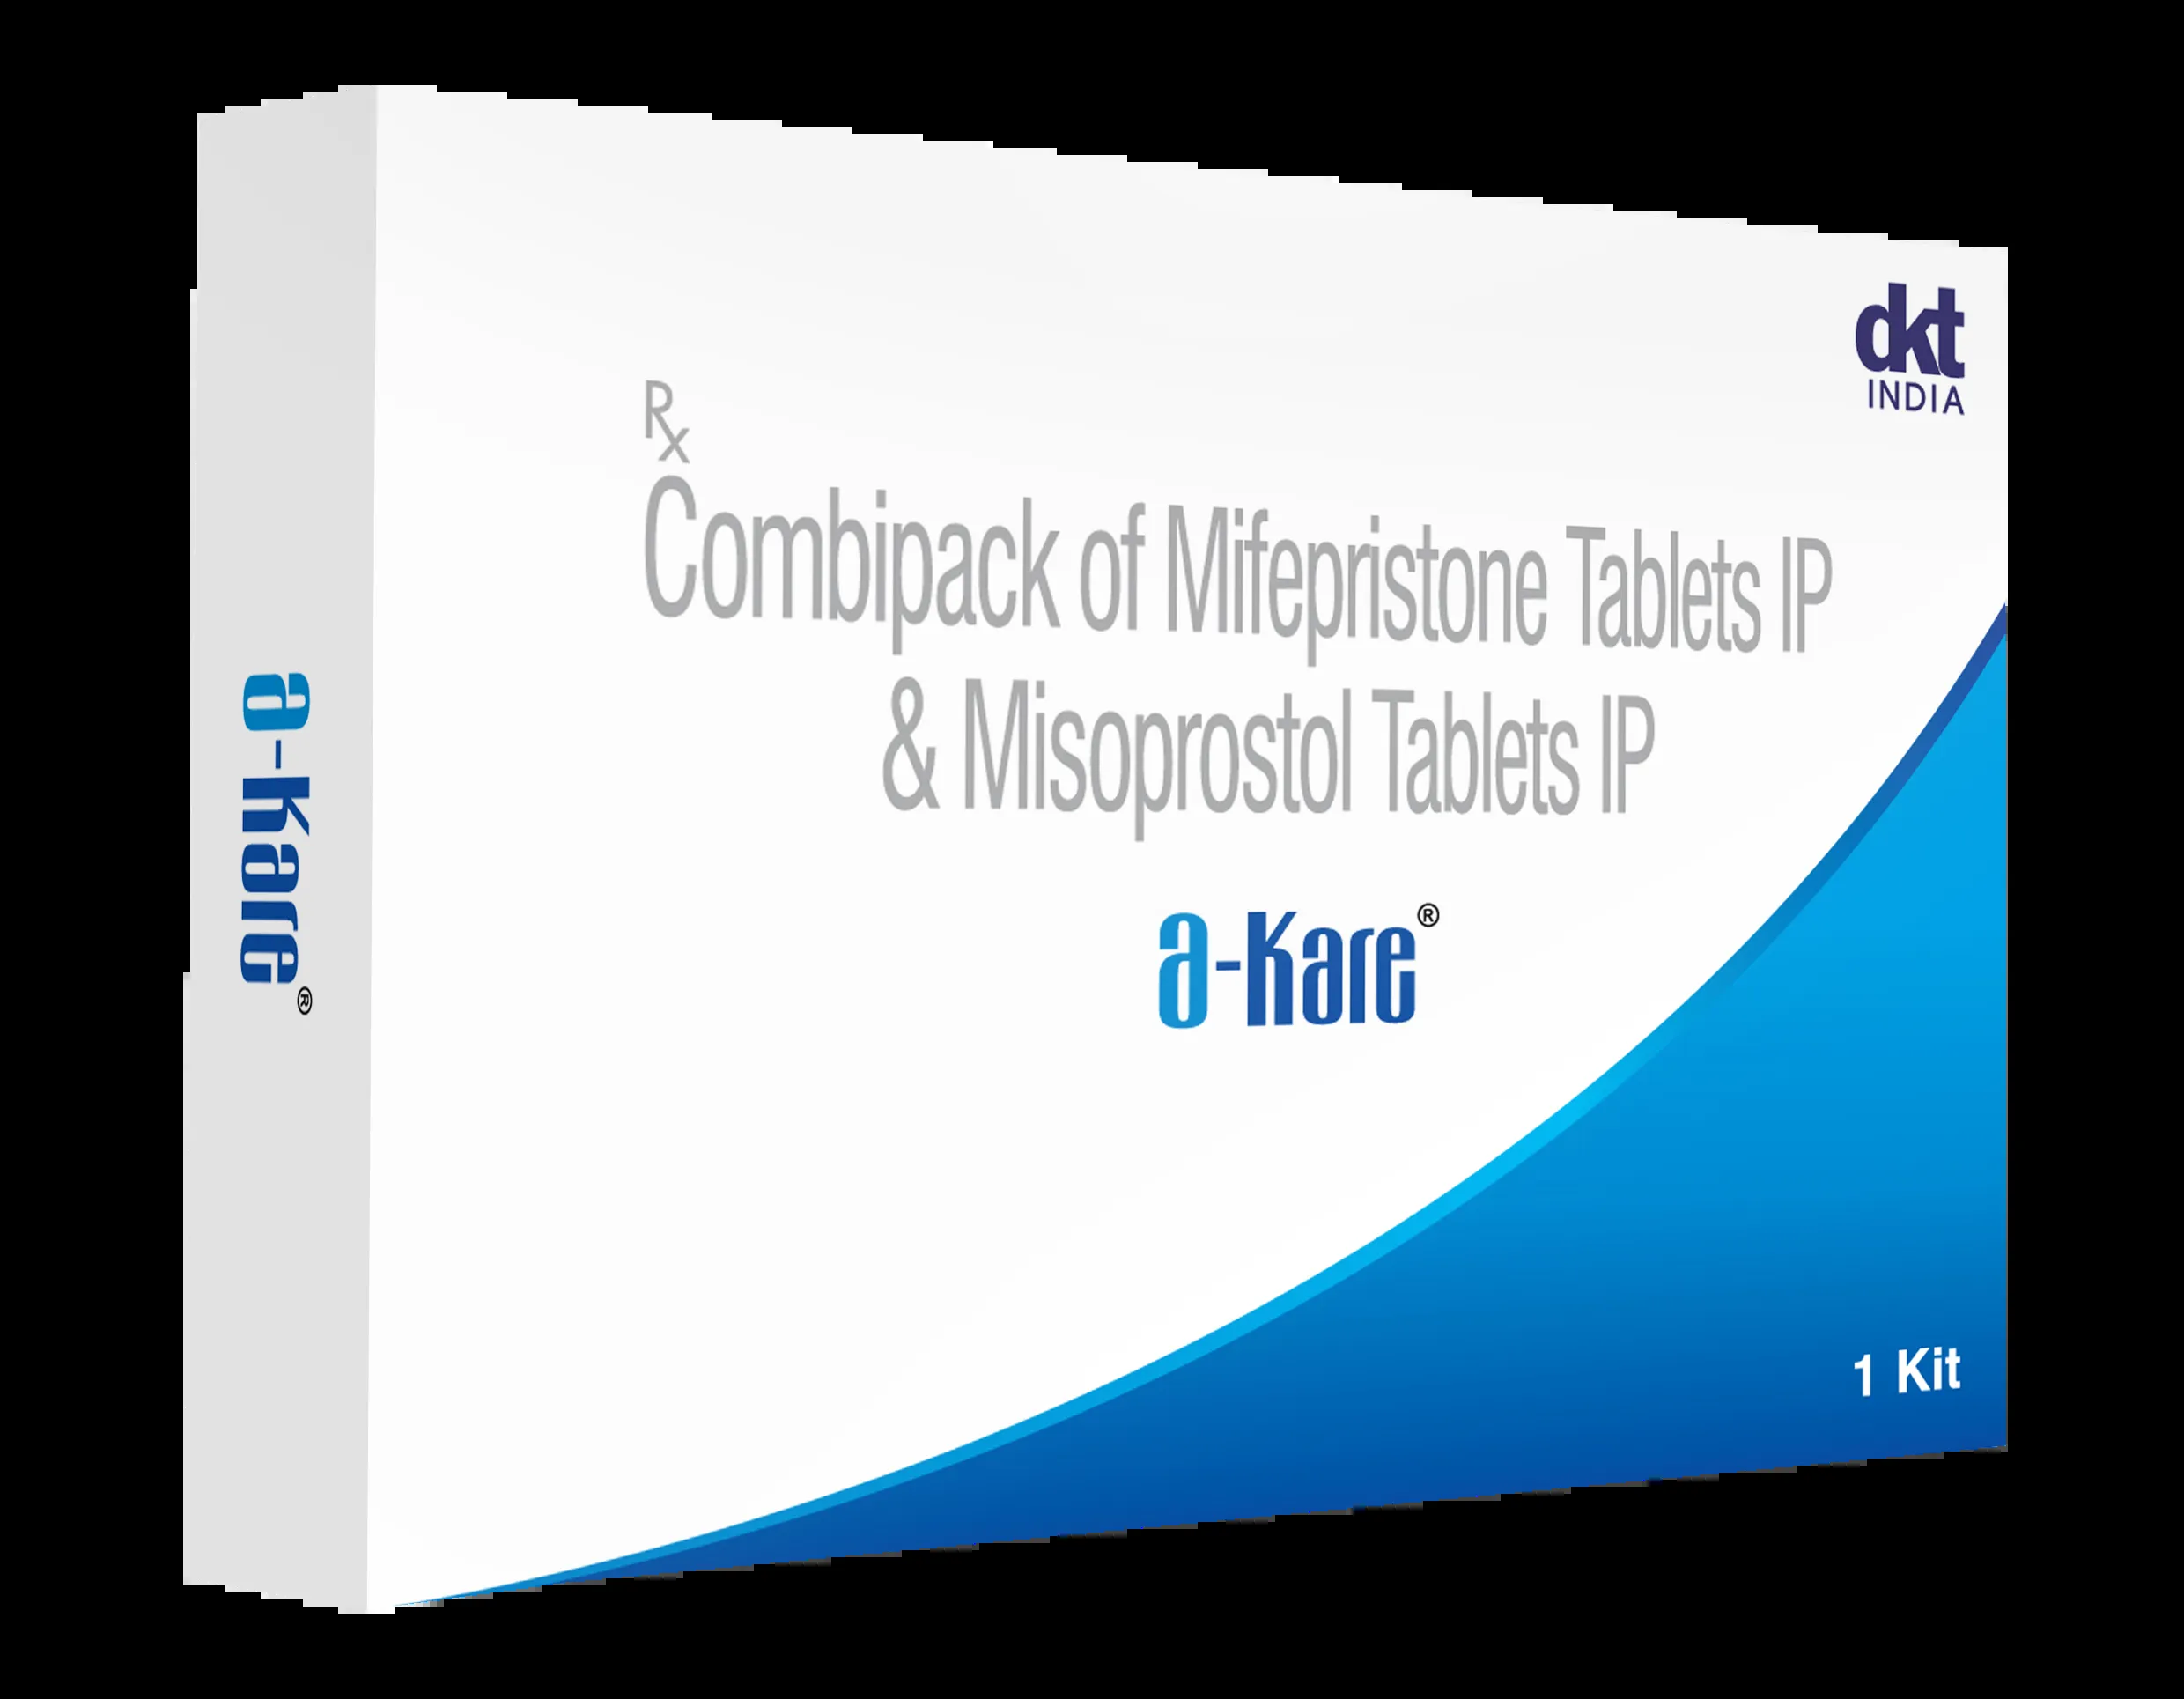 dkt
INDIA
Rx
Combipack of Mifepristone Tablets IP
& Misoprostol Tablets IP
a-Kare®
1 Kit
a-Kare®